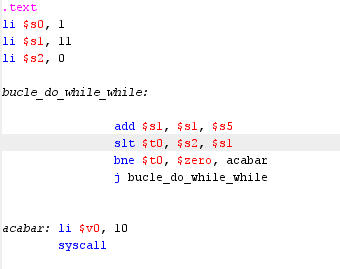 .text
li $s0, 1
li $s1, 11
li $s2, 0
bucle_do_while_while:
add $s1, $s1, $s5
slt $t0, $s2, $s1
bne $t0, $zero, acabar
j bucle_do_while_while
acabar: li $v0, 10
syscall